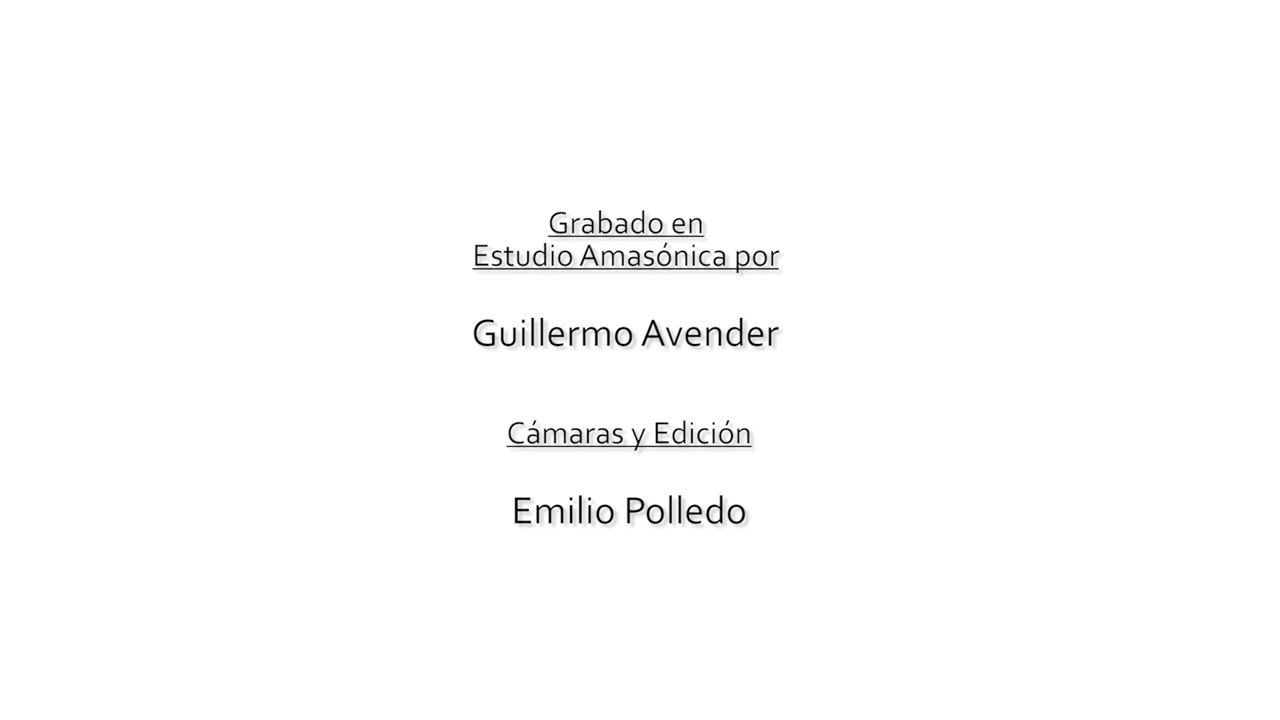 Grabado en
Estudio Amasónica por
Guillermo Avender
Cámaras y Edición
Emilio Polledo